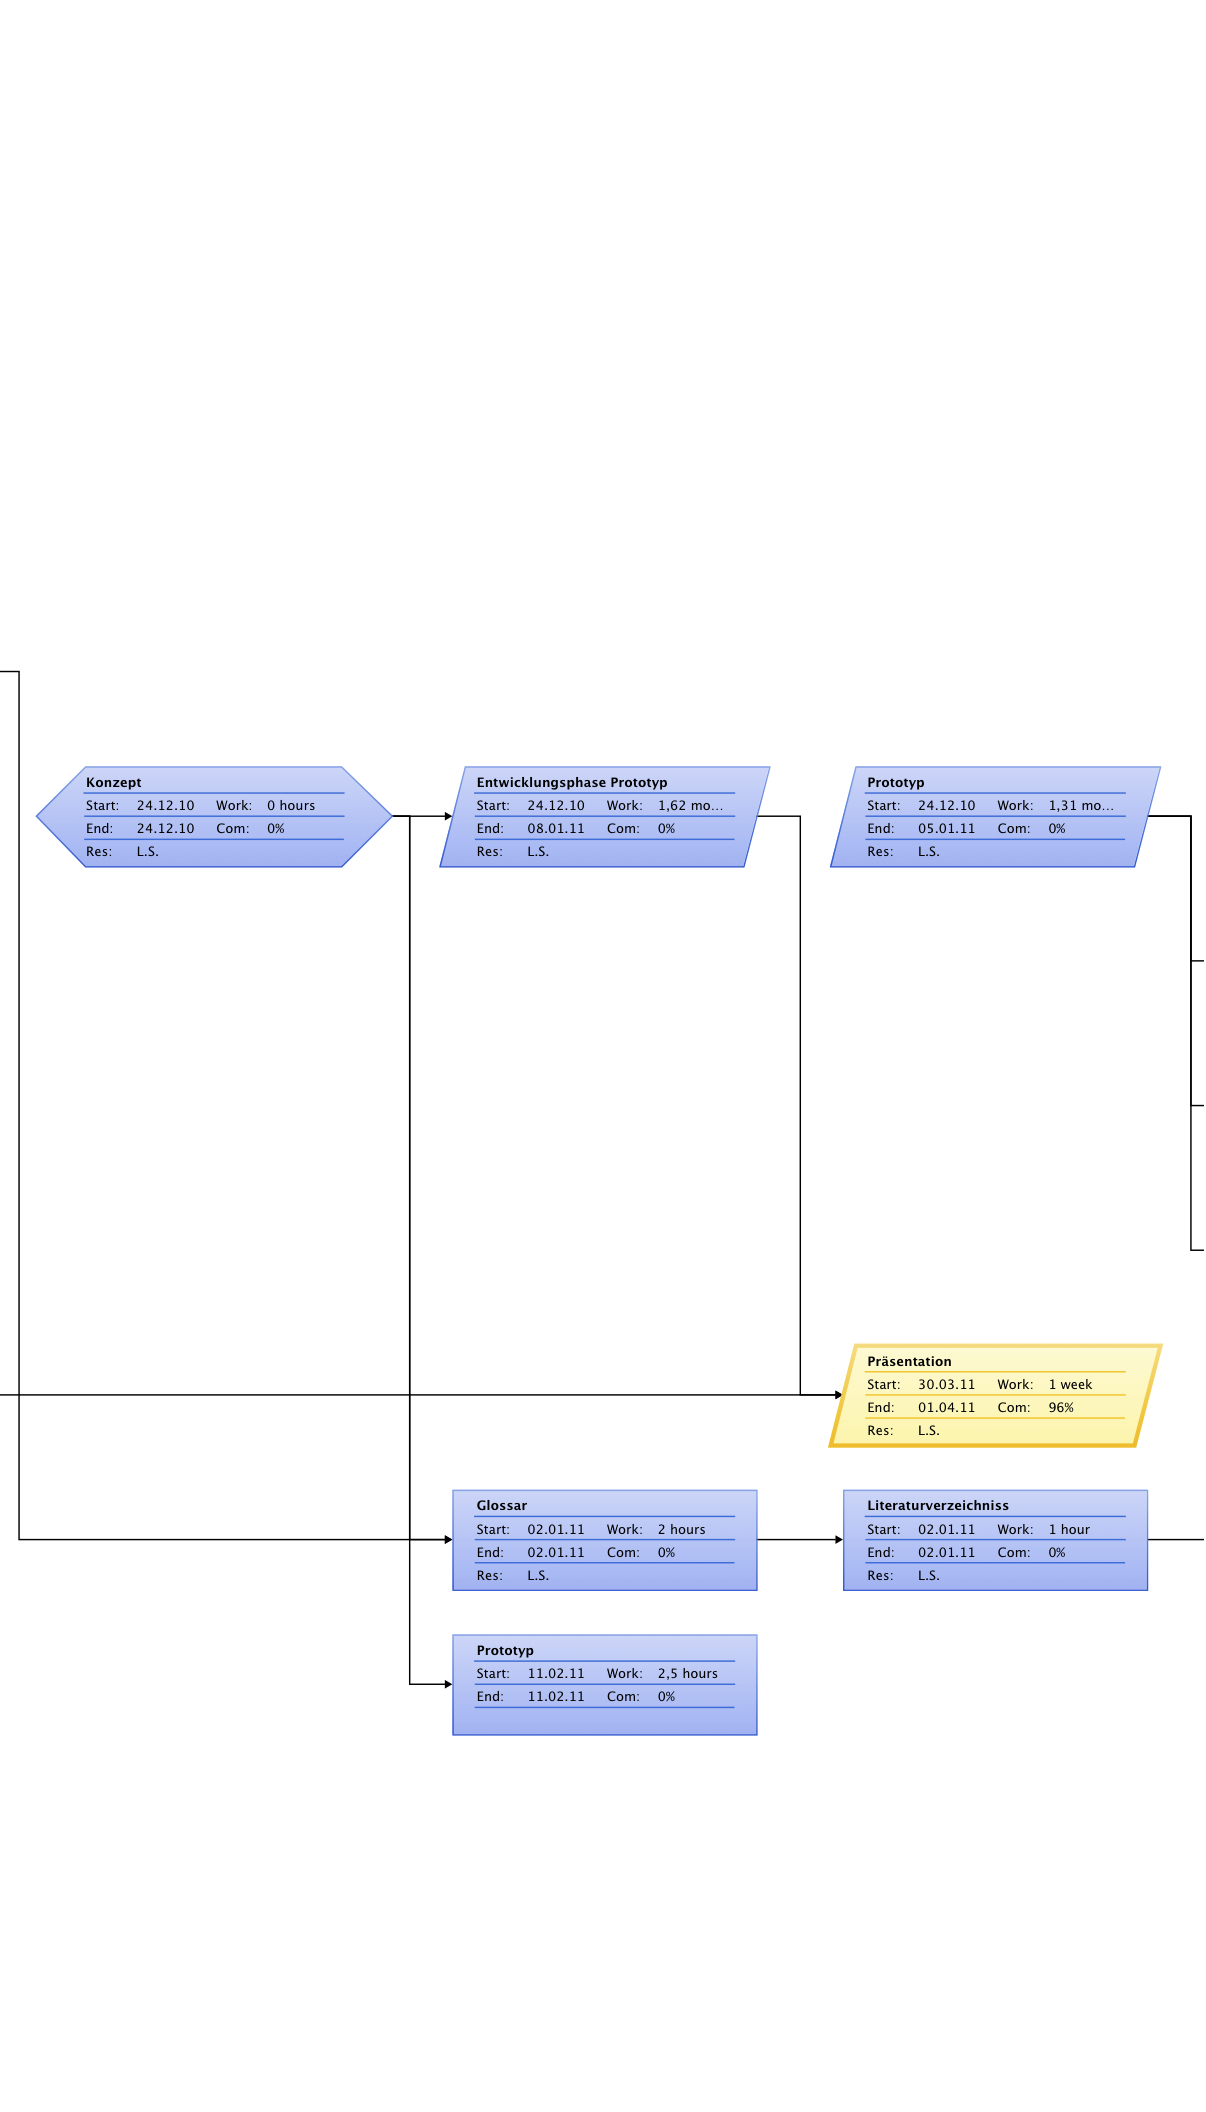 Konzept
Start: 24.12.10 Work: 0 hours
End: 24.12.10 Com: 0%
Res: L.S.
Entwicklungsphase Prototyp
Start: 24.12.10 Work: 1,62 mo...
End: 08.01.11 Com: 0%
Res: L.S.
Prototyp
Start: 24.12.10 Work: 1,31 mo...
End: 05.01.11 Com: 0%
Res: L.S.
Präsentation
Start: 30.03.11 Work: 1 week
End: 01.04.11 Com: 96%
Res: L.S.
Glossar
Start: 02.01.11 Work: 2 hours
End: 02.01.11 Com: 0%
Res: L.S.
Literaturverzeichniss
Start: 02.01.11 Work: 1 hour
End: 02.01.11 Com: 0%
Res: L.S.
Prototyp
Start: 11.02.11 Work: 2,5 hours
End: 11.02.11 Com: 0%